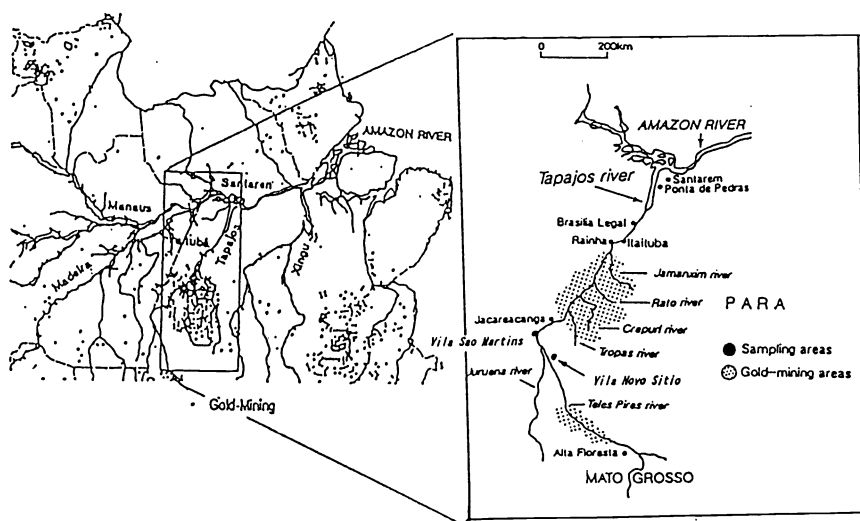 AMAZON RIVER
Santaren
Manaus
Tapajos
Xingu
Madeira
Gold-Mining
0 200km
AMAZON RIVER
Tapajos river
Santarem
Ponta de Pedras
Brasilia Legal
Rainha
Itaituba
Jamanxim river
Rato river
PARA
Jacareacanga
Crepuri river
Vila Sao Martins
Tropas river
Sampling areas
Gold-mining areas
Juruena river
Vila Novo Sitio
Teles Pires river
Alta Floresta
MATO GROSSO